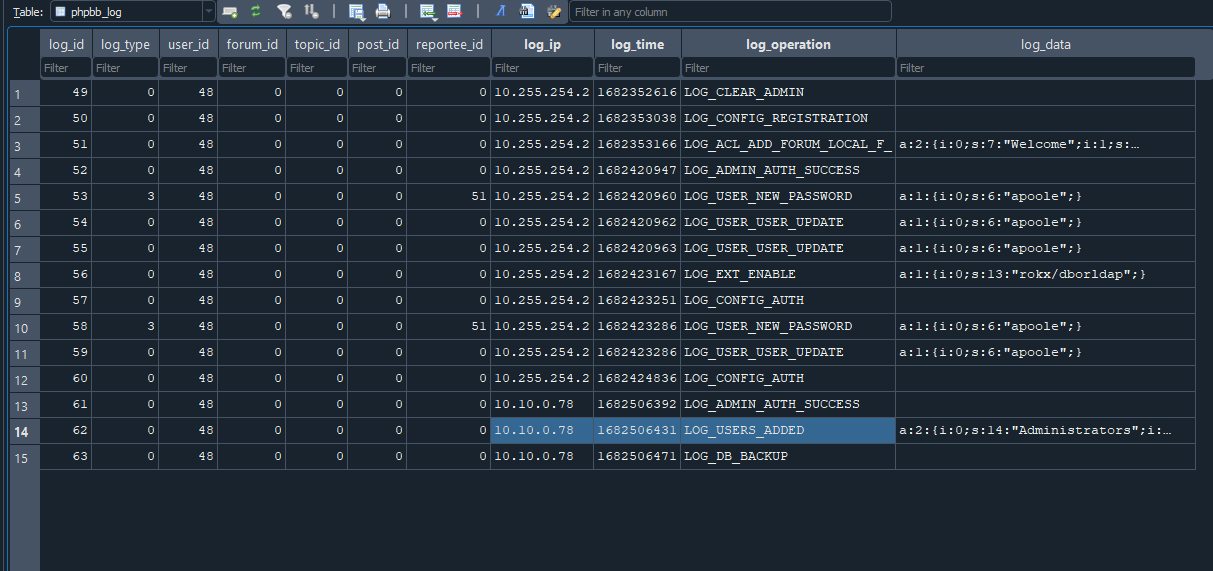 Table: phpbb_log Filter in any column
log_id log_type user_id forum_id topic_id post_id reportee_id log_ip log_time log_operation log_data
Filter Filter Filter Filter Filter Filter Filter Filter Filter Filter Filter
1 49 0 48 0 0 0 0 10.255.254.2 1682352616 LOG_CLEAR_ADMIN
2 50 0 48 0 0 0 0 10.255.254.2 1682353038 LOG_CONFIG_REGISTRATION
3 51 0 48 0 0 0 0 10.255.254.2 1682353166 LOG_ACL_ADD_FORUM_LOCAL_F_ a:2:{i:0;s:7:"Welcome";i:1;s:…
4 52 0 48 0 0 0 0 10.255.254.2 1682420947 LOG_ADMIN_AUTH_SUCCESS
5 53 3 48 0 0 0 51 10.255.254.2 1682420960 LOG_USER_NEW_PASSWORD a:1:{i:0;s:6:"apoole";}
6 54 0 48 0 0 0 0 10.255.254.2 1682420962 LOG_USER_USER_UPDATE a:1:{i:0;s:6:"apoole";}
7 55 0 48 0 0 0 0 10.255.254.2 1682420963 LOG_USER_USER_UPDATE a:1:{i:0;s:6:"apoole";}
8 56 0 48 0 0 0 0 10.255.254.2 1682423167 LOG_EXT_ENABLE a:1:{i:0;s:13:"rokx/dborldap";}
9 57 0 48 0 0 0 0 10.255.254.2 1682423251 LOG_CONFIG_AUTH
10 58 3 48 0 0 0 51 10.255.254.2 1682423286 LOG_USER_NEW_PASSWORD a:1:{i:0;s:6:"apoole";}
11 59 0 48 0 0 0 0 10.255.254.2 1682423286 LOG_USER_USER_UPDATE a:1:{i:0;s:6:"apoole";}
12 60 0 48 0 0 0 0 10.255.254.2 1682424836 LOG_CONFIG_AUTH
13 61 0 48 0 0 0 0 10.10.0.78 1682506392 LOG_ADMIN_AUTH_SUCCESS
14 62 0 48 0 0 0 0 10.10.0.78 1682506431 LOG_USERS_ADDED a:2:{i:0;s:14:"Administrators";i:…
15 63 0 48 0 0 0 0 10.10.0.78 1682506471 LOG_DB_BACKUP